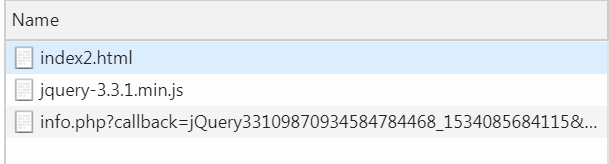 Name
index2.html
jquery-3.3.1.min.js
info.php?callback=jQuery33109870934584784468_1534085684115&...